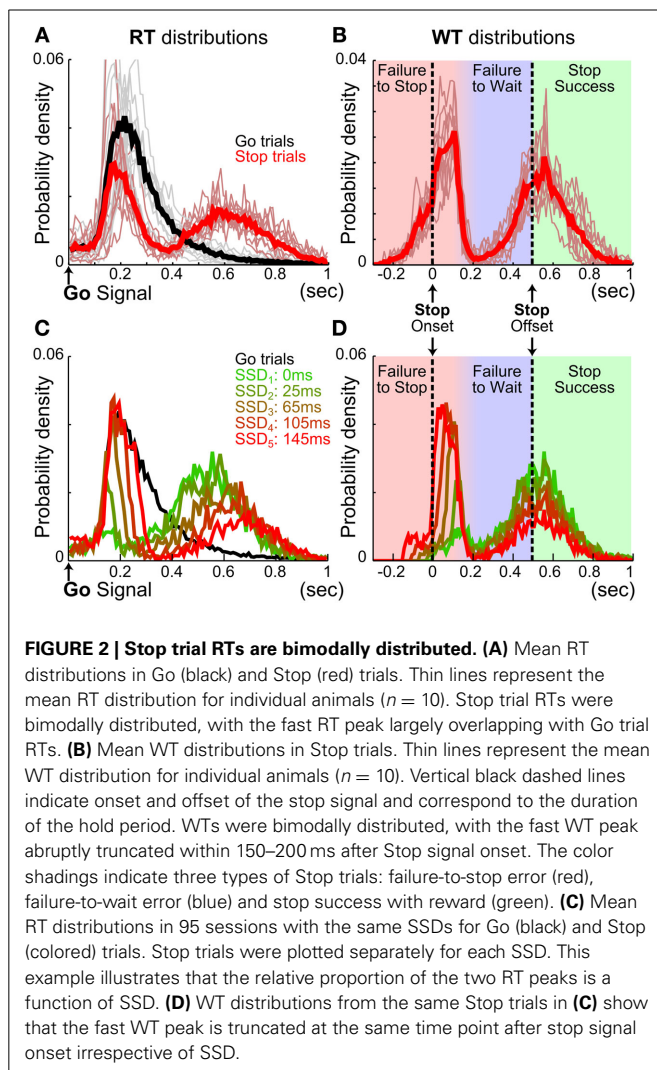 A
RT distributions
B
WT distributions
0.06
Probability density
0
Go trials
Stop trials
0.2 0.4 0.6 0.8 1
Go Signal
(sec)
0.04
Probability density
0
Failure
to Stop
Failure
to Wait
Stop
Success
-0.2 0 0.2 0.4 0.6 0.8 1
(sec)
Stop
Onset
Stop
Offset
C
0.06
Probability density
0
Go trials
SSD₁: 0ms
SSD₂: 25ms
SSD₃: 65ms
SSD₄: 105ms
SSD₅: 145ms
0.2 0.4 0.6 0.8 1
Go Signal
(sec)
D
0.06
Probability density
0
Failure
to Stop
Failure
to Wait
Stop
Success
-0.2 0 0.2 0.4 0.6 0.8 1
(sec)
FIGURE 2 | Stop trial RTs are bimodally distributed. (A) Mean RT
distributions in Go (black) and Stop (red) trials. Thin lines represent the
mean RT distribution for individual animals (n = 10). Stop trial RTs were
bimodally distributed, with the fast RT peak largely overlapping with Go trial
RTs. (B) Mean WT distributions in Stop trials. Thin lines represent the mean
WT distribution for individual animals (n = 10). Vertical black dashed lines
indicate onset and offset of the stop signal and correspond to the duration
of the hold period. WTs were bimodally distributed, with the fast WT peak
abruptly truncated within 150–200 ms after Stop signal onset. The color
shadings indicate three types of Stop trials: failure-to-stop error (red),
failure-to-wait error (blue) and stop success with reward (green). (C) Mean
RT distributions in 95 sessions with the same SSDs for Go (black) and Stop
(colored) trials. Stop trials were plotted separately for each SSD. This
example illustrates that the relative proportion of the two RT peaks is a
function of SSD. (D) WT distributions from the same Stop trials in (C) show
that the fast WT peak is truncated at the same time point after stop signal
onset irrespective of SSD.